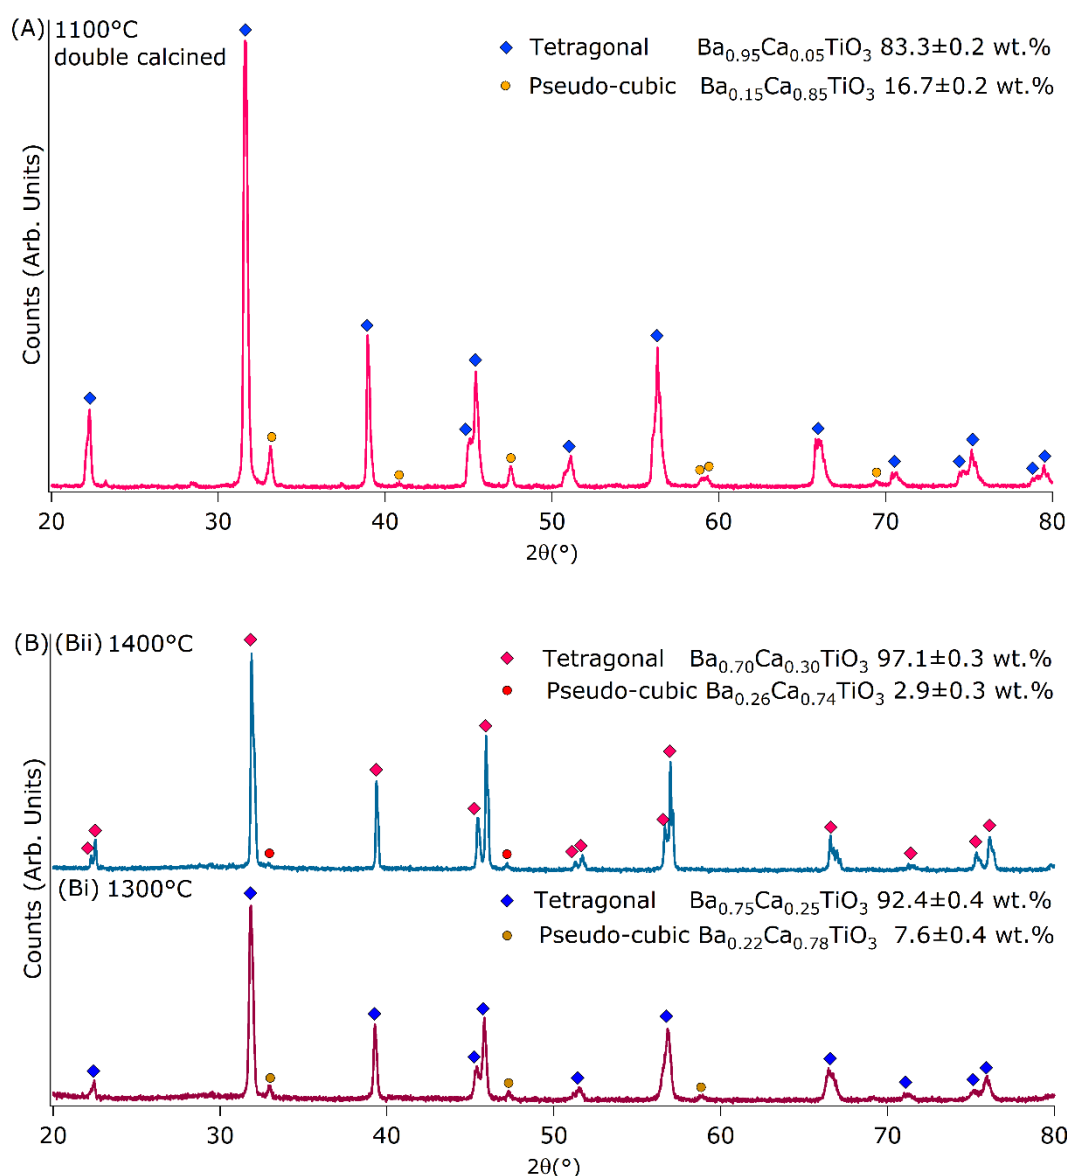 (A) 1100°C
double calcined
Tetragonal Ba0.95Ca0.05TiO3 83.3±0.2 wt.%
Pseudo-cubic Ba0.15Ca0.85TiO3 16.7±0.2 wt.%
Counts (Arb. Units)
20 30 40 50 60 70 80
2θ(°)
(B) (Bii) 1400°C
Tetragonal Ba0.70Ca0.30TiO3 97.1±0.3 wt.%
Pseudo-cubic Ba0.26Ca0.74TiO3 2.9±0.3 wt.%
Counts (Arb. Units)
(Bi) 1300°C
Tetragonal Ba0.75Ca0.25TiO3 92.4±0.4 wt.%
Pseudo-cubic Ba0.22Ca0.78TiO3 7.6±0.4 wt.%
20 30 40 50 60 70 80
2θ(°)